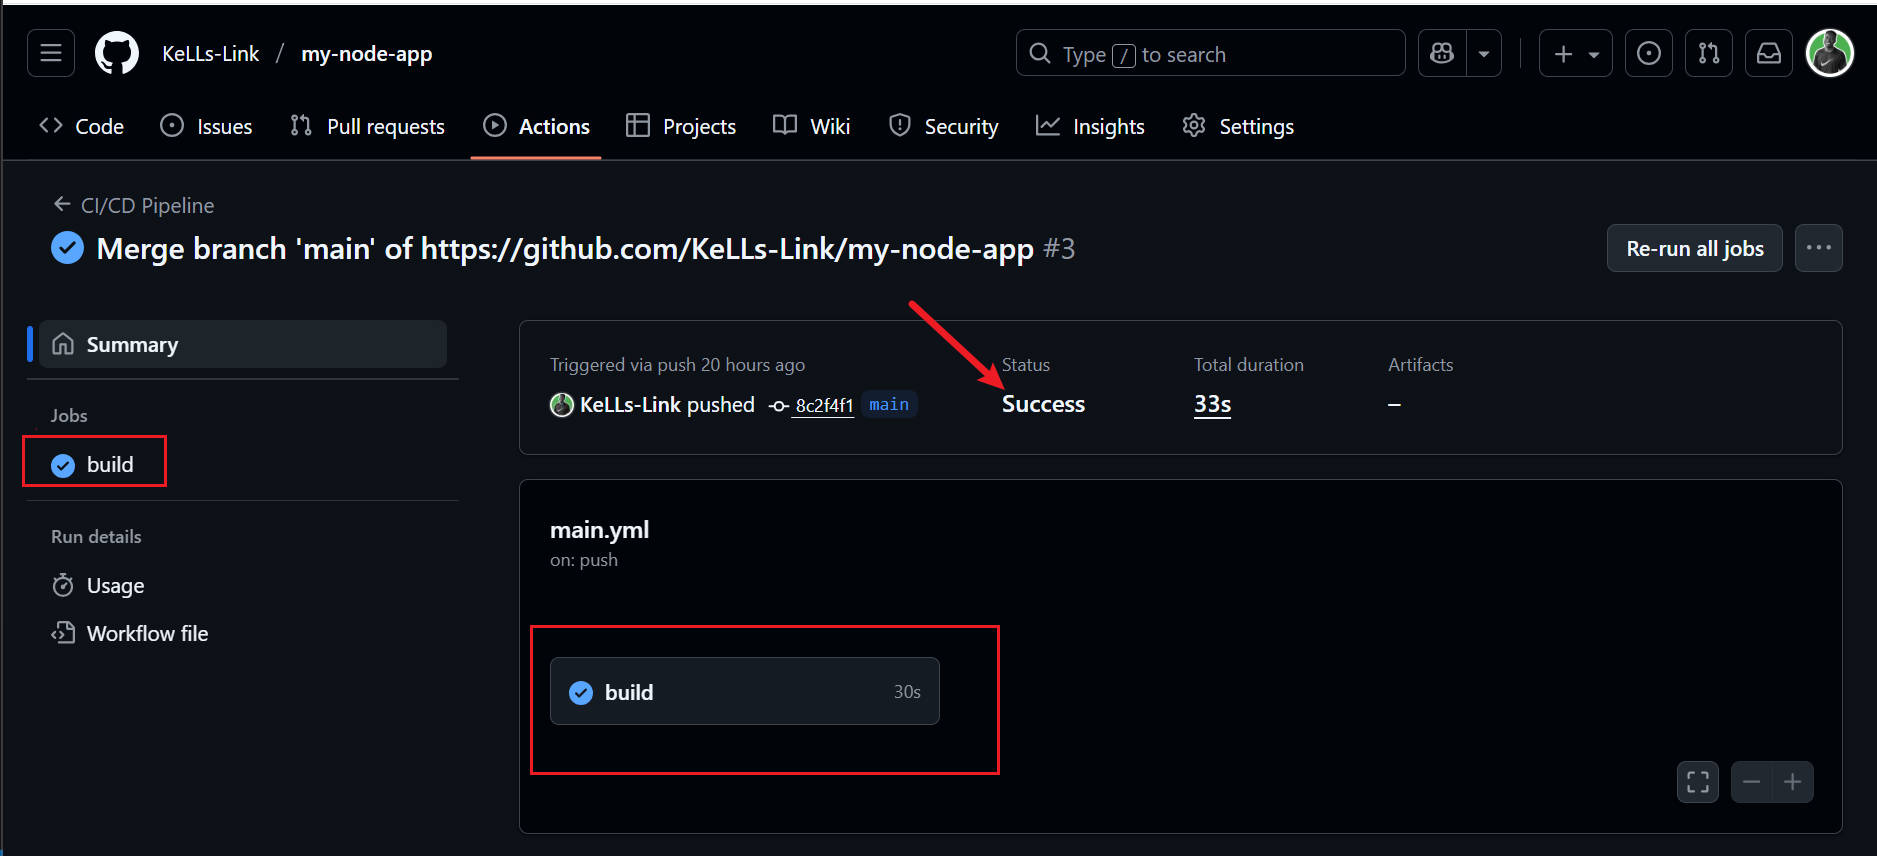 KeLLs-Link / my-node-app
Type / to search
Code Issues Pull requests Actions Projects Wiki Security Insights Settings
CI/CD Pipeline
Merge branch 'main' of https://github.com/KeLLs-Link/my-node-app #3
Re-run all jobs
Summary
Jobs
build
Run details
Usage
Workflow file
Triggered via push 20 hours ago
KeLLs-Link pushed 8c2f4f1 main
Status
Success
Total duration
33s
Artifacts
–
main.yml
on: push
build 30s